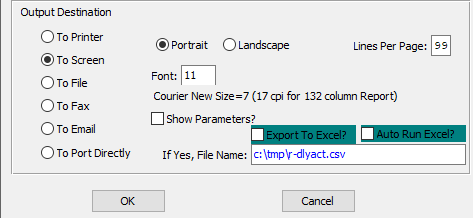 Output Destination
To Printer
To Screen
To File
To Fax
To Email
To Port Directly
Portrait
Landscape
Lines Per Page: 99
Font: 11
Courier New Size=7 (17 cpi for 132 column Report)
Show Parameters?
Export To Excel?
Auto Run Excel?
If Yes, File Name: c:\tmp\r-dlyact.csv
OK
Cancel